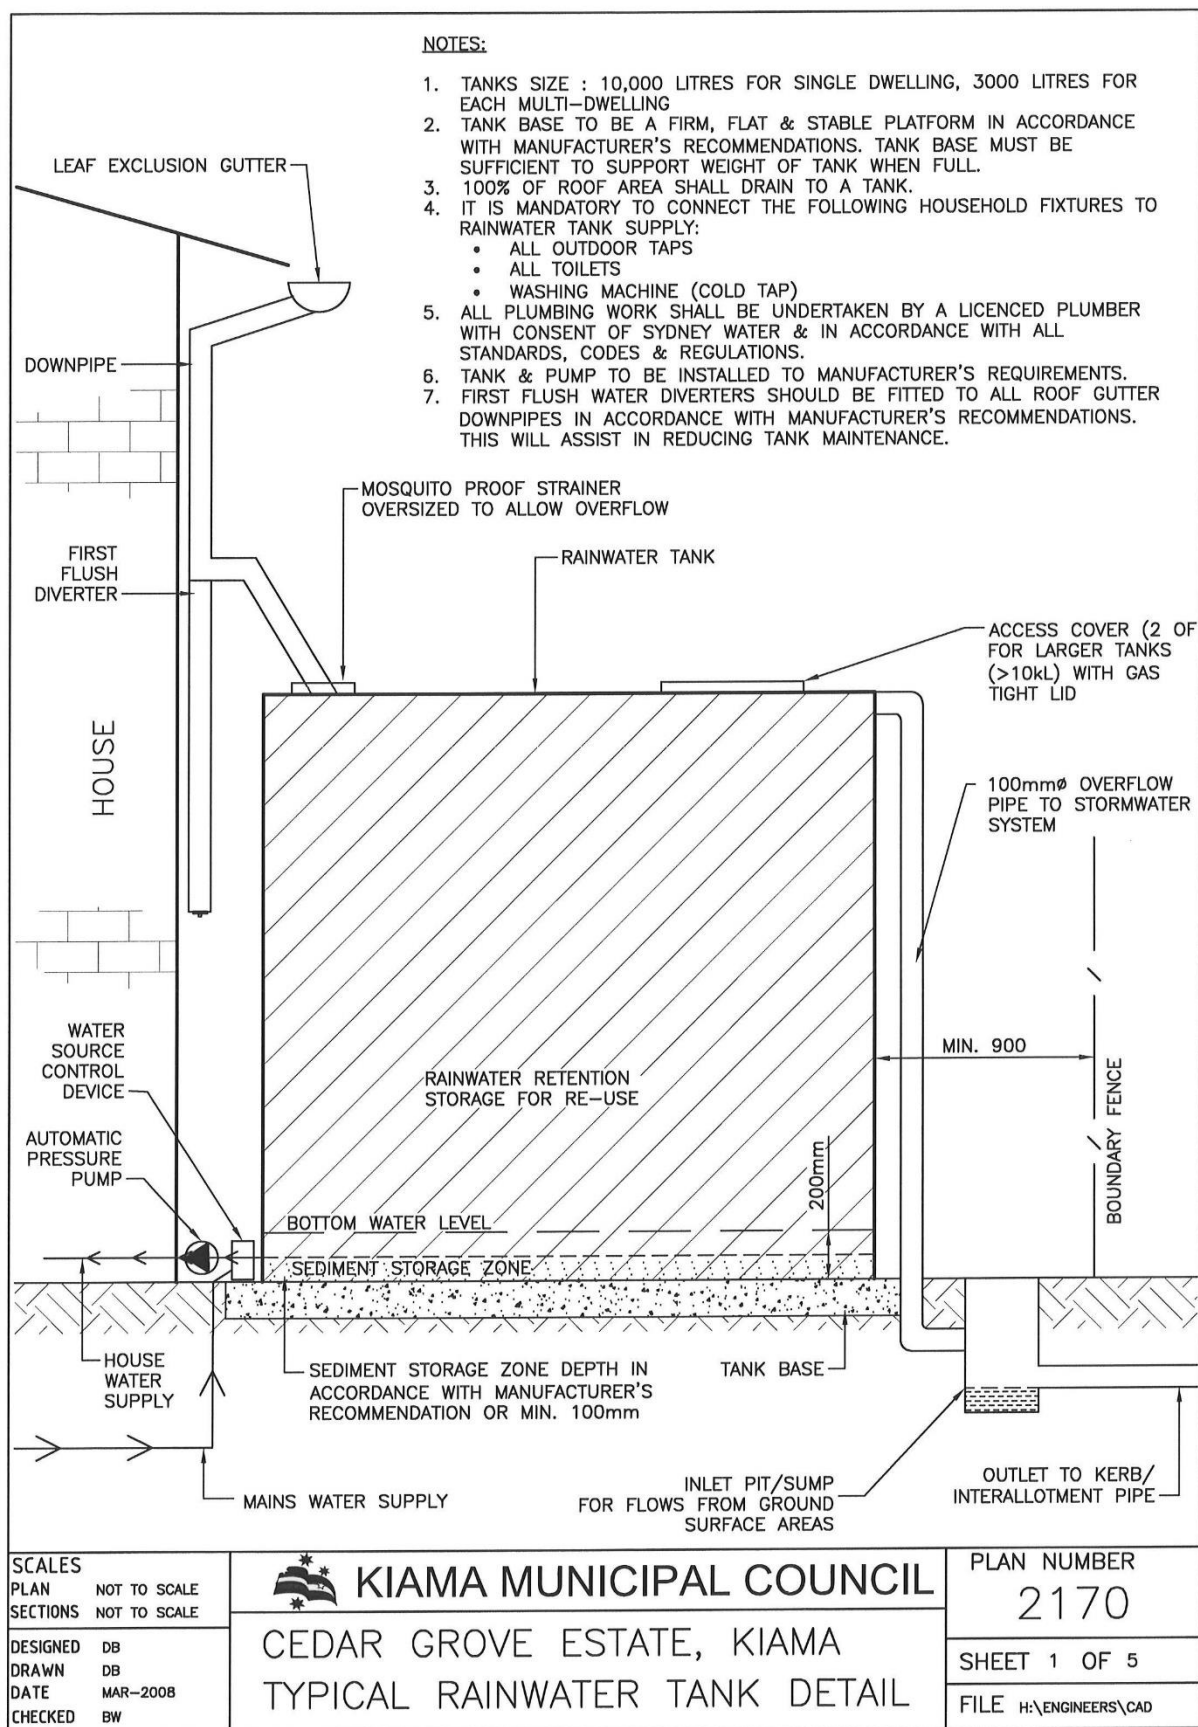 NOTES:
1. TANKS SIZE : 10,000 LITRES FOR SINGLE DWELLING, 3000 LITRES FOR
EACH MULTI-DWELLING
2. TANK BASE TO BE A FIRM, FLAT & STABLE PLATFORM IN ACCORDANCE
WITH MANUFACTURER'S RECOMMENDATIONS. TANK BASE MUST BE
SUFFICIENT TO SUPPORT WEIGHT OF TANK WHEN FULL.
3. 100% OF ROOF AREA SHALL DRAIN TO A TANK.
4. IT IS MANDATORY TO CONNECT THE FOLLOWING HOUSEHOLD FIXTURES TO
RAINWATER TANK SUPPLY:
• ALL OUTDOOR TAPS
• ALL TOILETS
• WASHING MACHINE (COLD TAP)
5. ALL PLUMBING WORK SHALL BE UNDERTAKEN BY A LICENCED PLUMBER
WITH CONSENT OF SYDNEY WATER & IN ACCORDANCE WITH ALL
STANDARDS, CODES & REGULATIONS.
6. TANK & PUMP TO BE INSTALLED TO MANUFACTURER'S REQUIREMENTS.
7. FIRST FLUSH WATER DIVERTERS SHOULD BE FITTED TO ALL ROOF GUTTER
DOWNPIPES IN ACCORDANCE WITH MANUFACTURER'S RECOMMENDATIONS.
THIS WILL ASSIST IN REDUCING TANK MAINTENANCE.
LEAF EXCLUSION GUTTER
DOWNPIPE
MOSQUITO PROOF STRAINER
OVERSIZED TO ALLOW OVERFLOW
FIRST
FLUSH
DIVERTER
RAINWATER TANK
ACCESS COVER (2 OF
FOR LARGER TANKS
(>10kL) WITH GAS
TIGHT LID
HOUSE
100mmø OVERFLOW
PIPE TO STORMWATER
SYSTEM
WATER
SOURCE
CONTROL
DEVICE
MIN. 900
RAINWATER RETENTION
STORAGE FOR RE-USE
AUTOMATIC
PRESSURE
PUMP
200mm
BOUNDARY FENCE
BOTTOM WATER LEVEL
SEDIMENT STORAGE ZONE
HOUSE
WATER
SUPPLY
SEDIMENT STORAGE ZONE DEPTH IN
ACCORDANCE WITH MANUFACTURER'S
RECOMMENDATION OR MIN. 100mm
TANK BASE
MAINS WATER SUPPLY
INLET PIT/SUMP
FOR FLOWS FROM GROUND
SURFACE AREAS
OUTLET TO KERB/
INTERALLOTMENT PIPE
SCALES
PLAN NOT TO SCALE
SECTIONS NOT TO SCALE
DESIGNED DB
DRAWN DB
DATE MAR-2008
CHECKED BW
KIAMA MUNICIPAL COUNCIL
CEDAR GROVE ESTATE, KIAMA
TYPICAL RAINWATER TANK DETAIL
PLAN NUMBER
2170
SHEET 1 OF 5
FILE H:\ENGINEERS\CAD